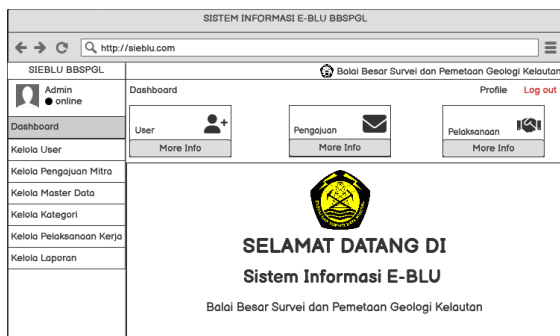 SISTEM INFORMASI E-BLU BBSPGL
http://sieblu.com
SIEBLU BBSPGL
Balai Besar Survei dan Pemetaan Geologi Kelautan
Admin
online
Dashboard
Profile
Log out
Dashboard
Kelola User
Kelola Pengajuan Mitra
Kelola Master Data
Kelola Kategori
Kelola Pelaksanaan Kerja
Kelola Laporan
User
More Info
Pengajuan
More Info
Pelaksanaan
More Info
SELAMAT DATANG DI
Sistem Informasi E-BLU
Balai Besar Survei dan Pemetaan Geologi Kelautan